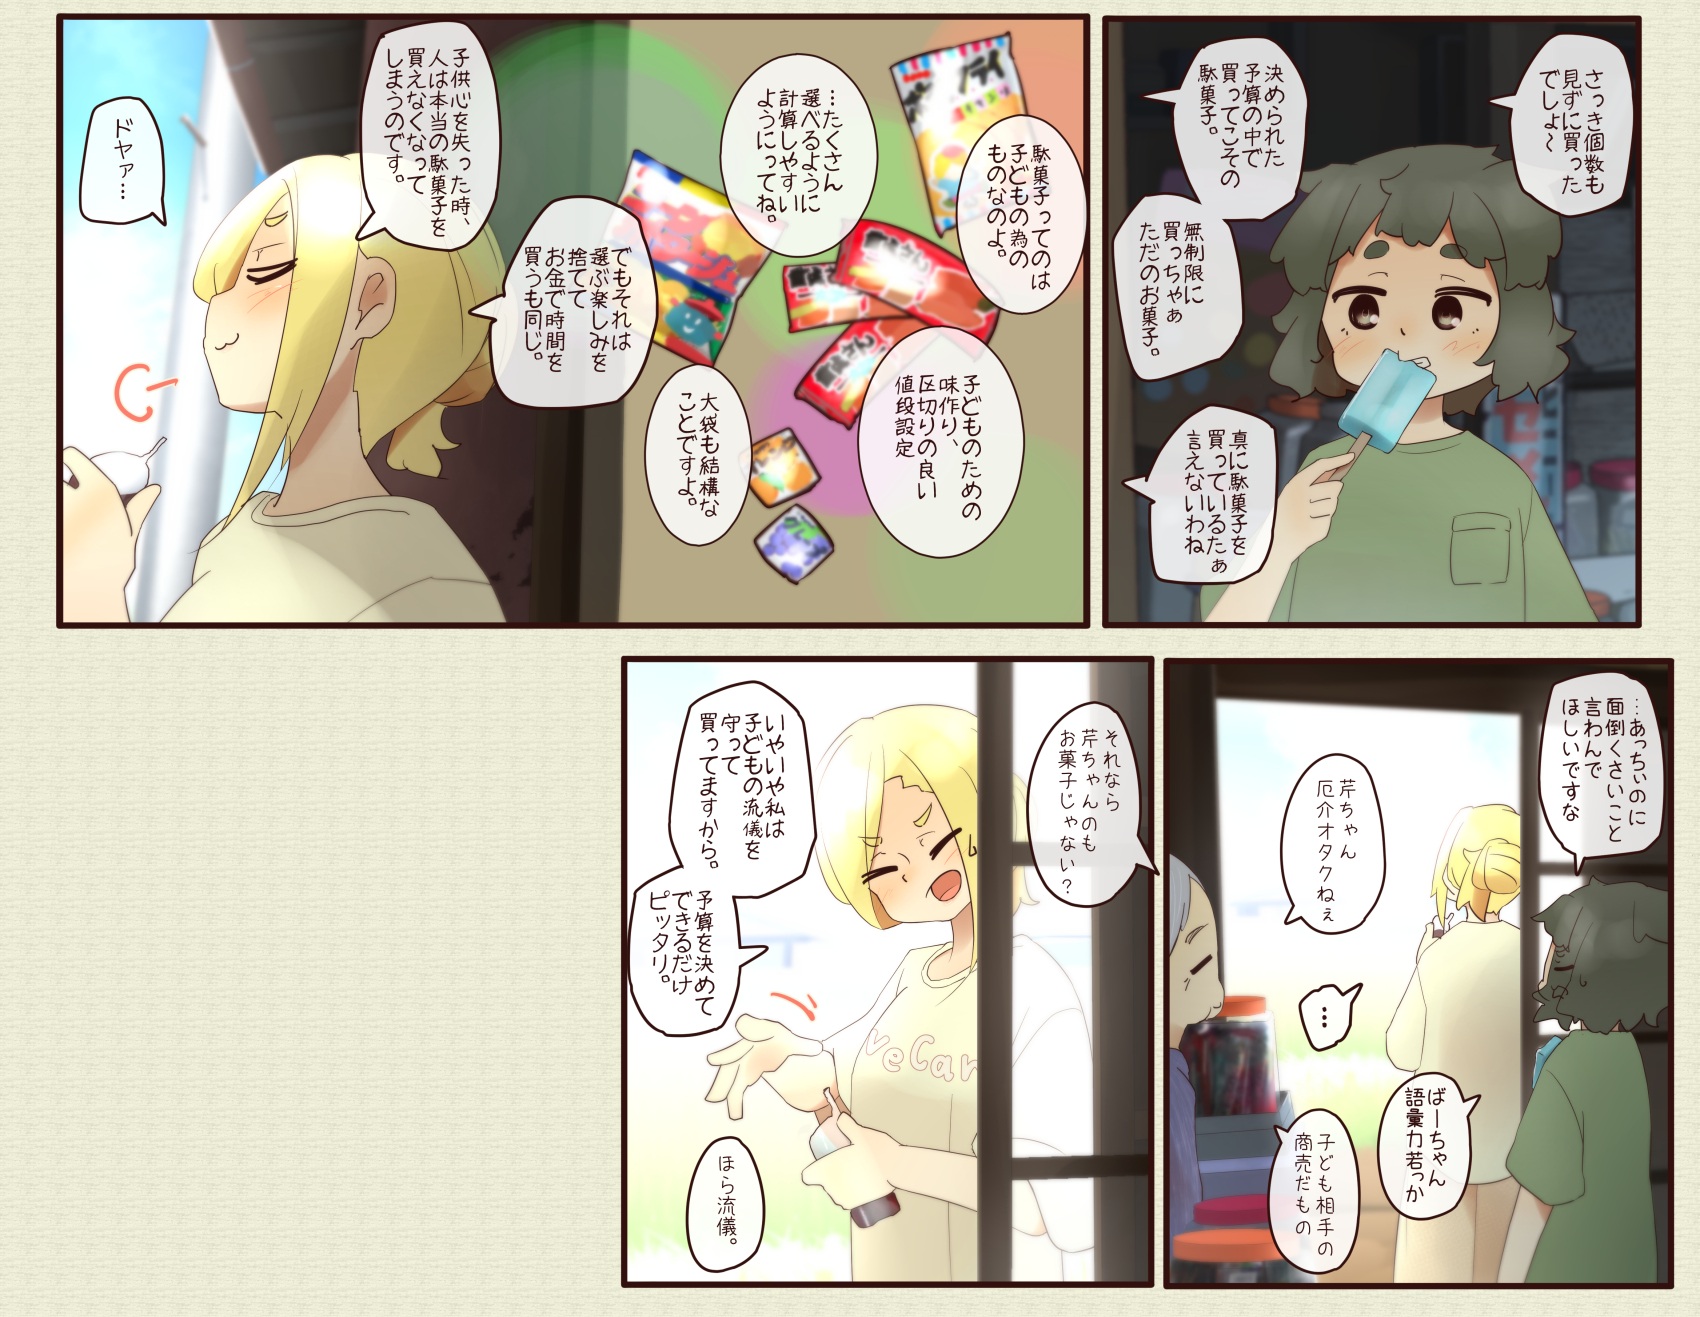 さっき個数も
見ずに買った
でしょ～
決められた
予算の中で
買ってこその
駄菓子。
無制限に
買っちゃぁ
ただのお菓子。
真に駄菓子を
買っているたぁ
言えないわね
駄菓子ってのは
子どもの為の
ものなのよ。
…たくさん
選べるように
計算しやすい
ようにってね。
子どものための
味作り、
区切りの良い
値段設定
大袋も結構な
ことですよ。
でもそれは
選ぶ楽しみを
捨てて
お金で時間を
買うも同じ。
子供心を失った時、
人は本当の駄菓子を
買えなくなって
しまうのです。
ドヤァ…
…あっちぃのに
面倒くさいこと
言わんで
ほしいですな
芹ちゃん
厄介オタクねぇ
…
ばーちゃん
語彙力若っか
子ども相手の
商売だもの
それなら
芹ちゃんのも
お菓子じゃない？
いやいや私は
子どもの流儀を
守って
買ってますから。
予算を決めて
できるだけ
ピッタリ。
veCan
ほら流儀。